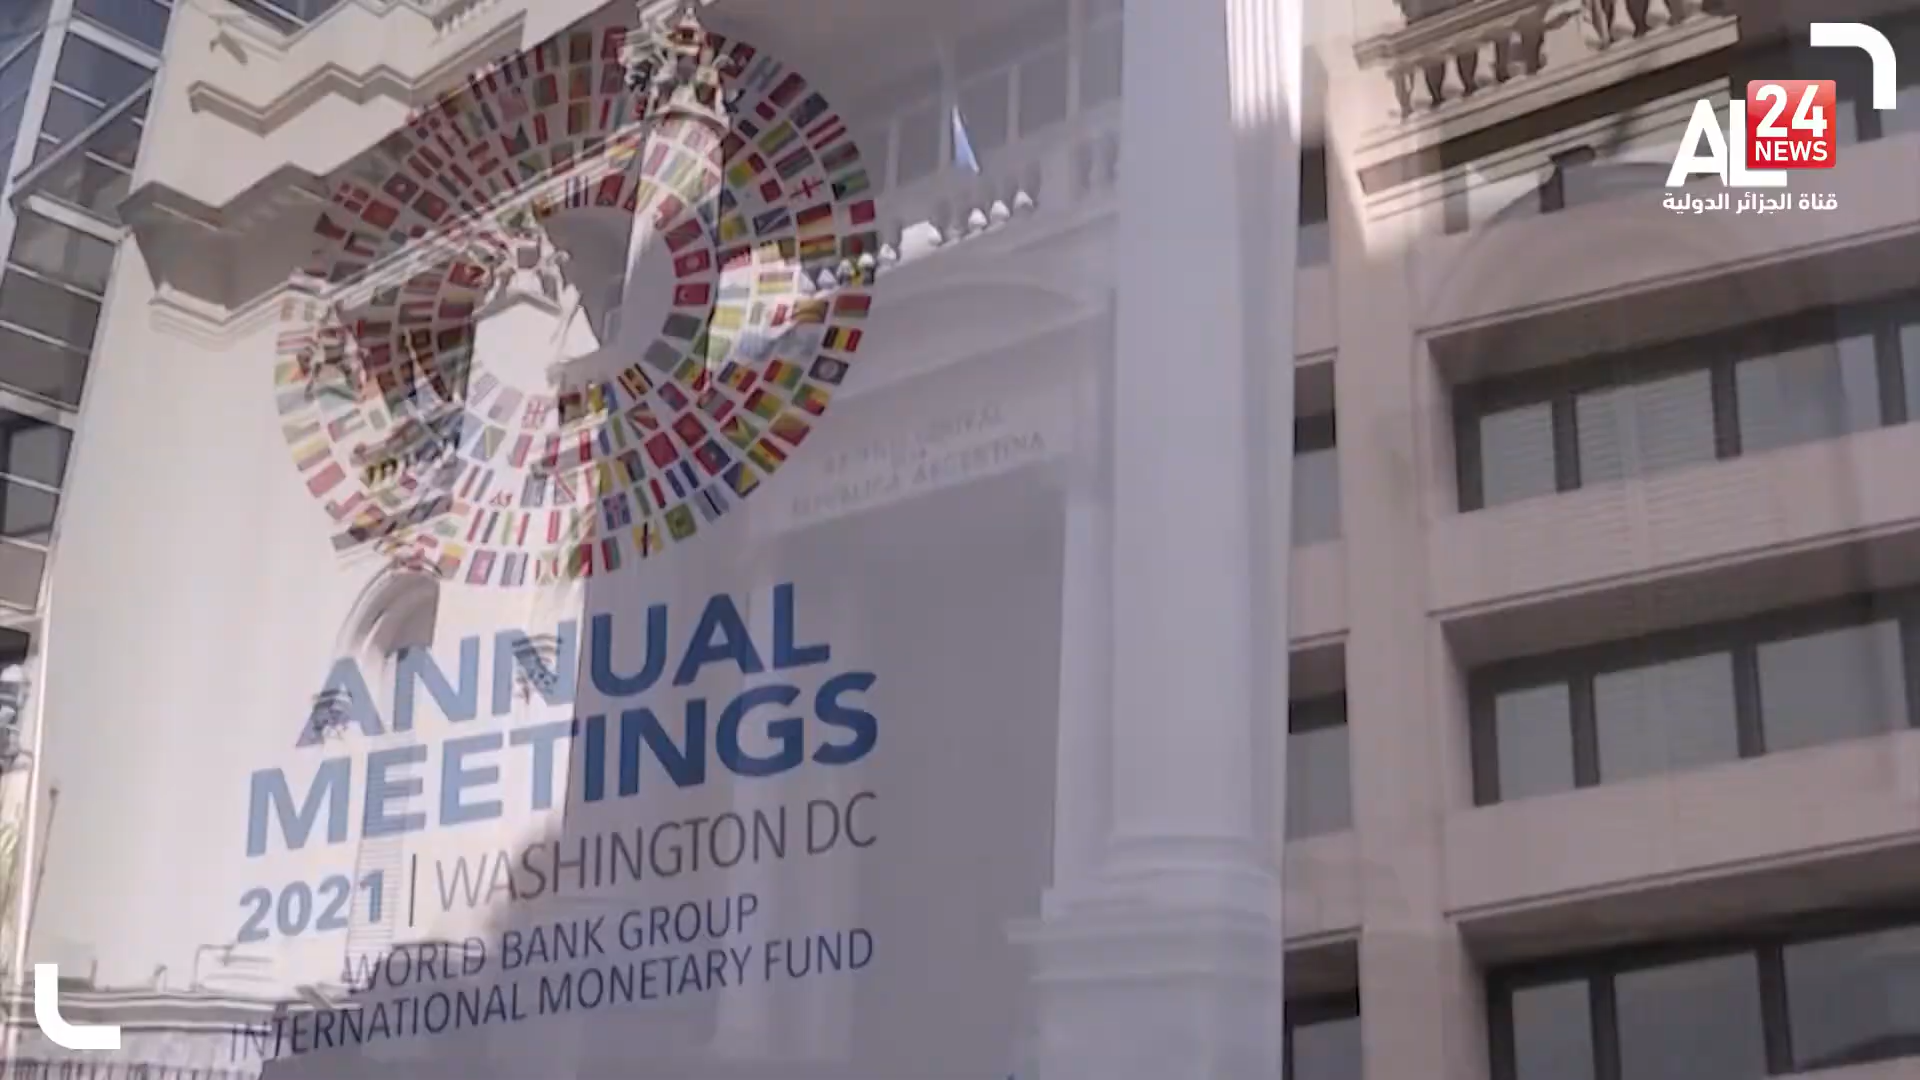 AL
24
NEWS
قناة الجزائر الدولية
CENTRAL
REPUBLICA ARGENTINA
ANNUAL
MEETINGS
2021 | WASHINGTON DC
WORLD BANK GROUP
INTERNATIONAL MONETARY FUND